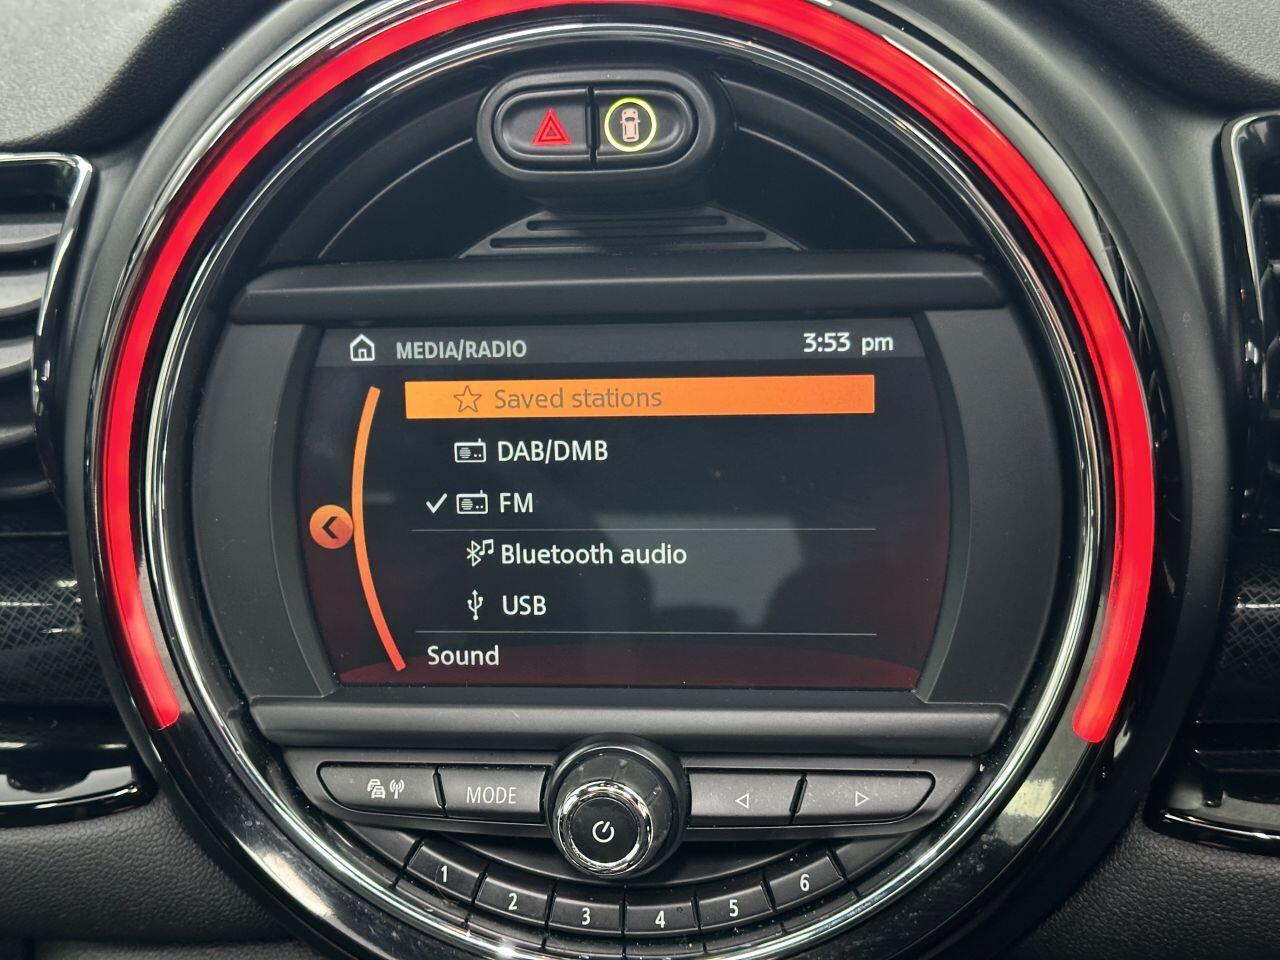 MEDIA/RADIO 3:53 pm
Saved stations
DAB/DMB
FM
Bluetooth audio
USB
Sound
MODE
1 2 3 4 5 6